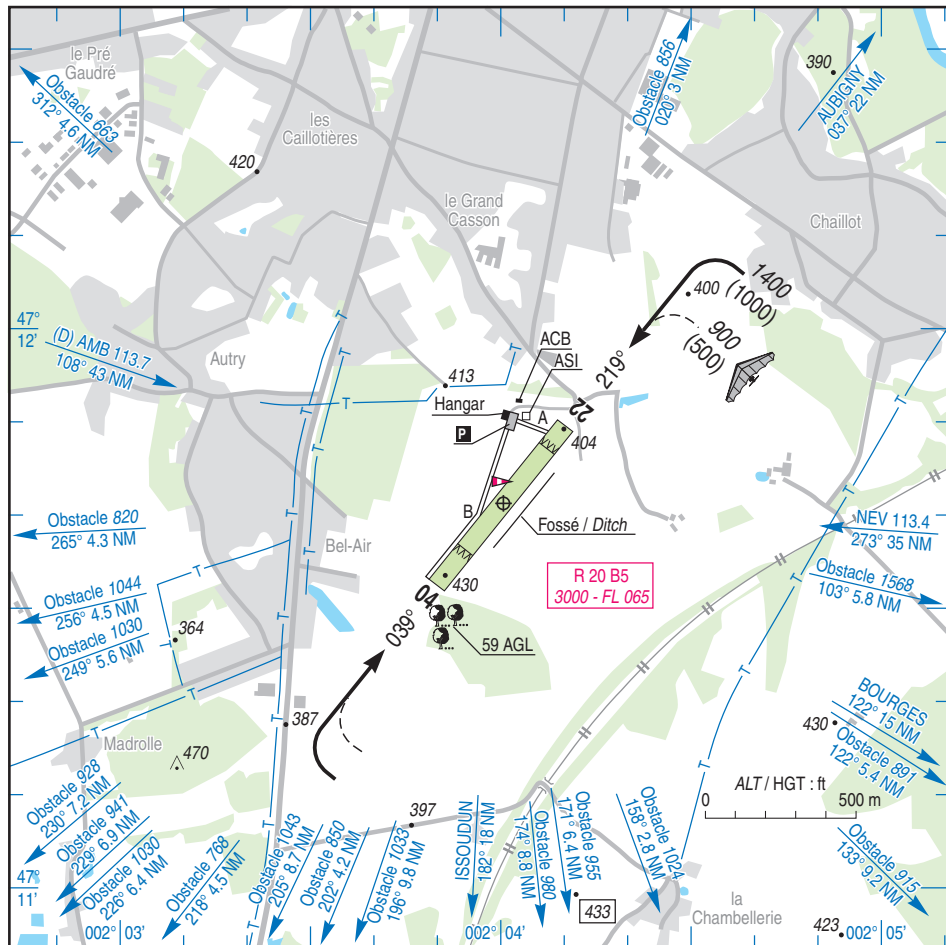 le Pré
Gaudré
Obstacle 663
312° 4.6 NM
les
Caillotières
420
Obstacle 856
020° 3 NM
390
AUBIGNY
037° 22 NM
le Grand
Casson
Chaillot
1400
(1000)
400
900
(500)
47°
12'
(D) AMB 113.7
108° 43 NM
Autry
T
T
T
T
413
ACB
ASI
Hangar
A
P
219°
22
404
B
Fossé / Ditch
Obstacle 820
265° 4.3 NM
Bel-Air
NEV 113.4
273° 35 NM
Obstacle 1044
256° 4.5 NM
T
T
430
04
R 20 B5
3000 - FL 065
Obstacle 1568
103° 5.8 NM
Obstacle 1030
249° 5.6 NM
364
T
039°
59 AGL
T
387
BOURGES
122° 15 NM
430
Obstacle 891
122° 5.4 NM
Madrolle
470
T
T
ALT / HGT : ft
0
500 m
Obstacle 928
230° 7.2 NM
Obstacle 941
229° 6.9 NM
Obstacle 1030
226° 6.4 NM
Obstacle 768
218° 4.5 NM
Obstacle 1043
205° 8.7 NM
Obstacle 850
202° 4.2 NM
397
Obstacle 1033
196° 9.8 NM
ISSOUDUN
182° 18 NM
Obstacle 980
174° 8.8 NM
Obstacle 955
171° 6.4 NM
Obstacle 1024
158° 2.8 NM
Obstacle 915
133° 9.2 NM
47°
11'
433
la
Chambellerie
423
002° 03'
002° 04'
002° 05'